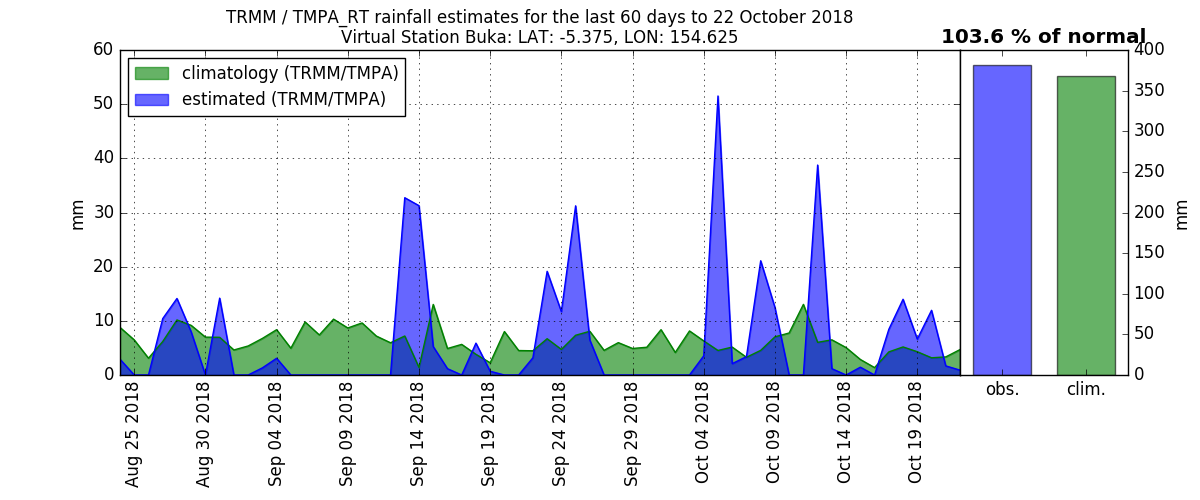 TRMM / TMPA_RT rainfall estimates for the last 60 days to 22 October 2018
Virtual Station Buka: LAT: -5.375, LON: 154.625
103.6 % of normal
climatology (TRMM/TMPA)
estimated (TRMM/TMPA)
mm
60
50
40
30
20
10
0
Aug 25 2018
Aug 30 2018
Sep 04 2018
Sep 09 2018
Sep 14 2018
Sep 19 2018
Sep 24 2018
Sep 29 2018
Oct 04 2018
Oct 09 2018
Oct 14 2018
Oct 19 2018
obs.
clim.
400
350
300
250
200
150
100
50
0
mm